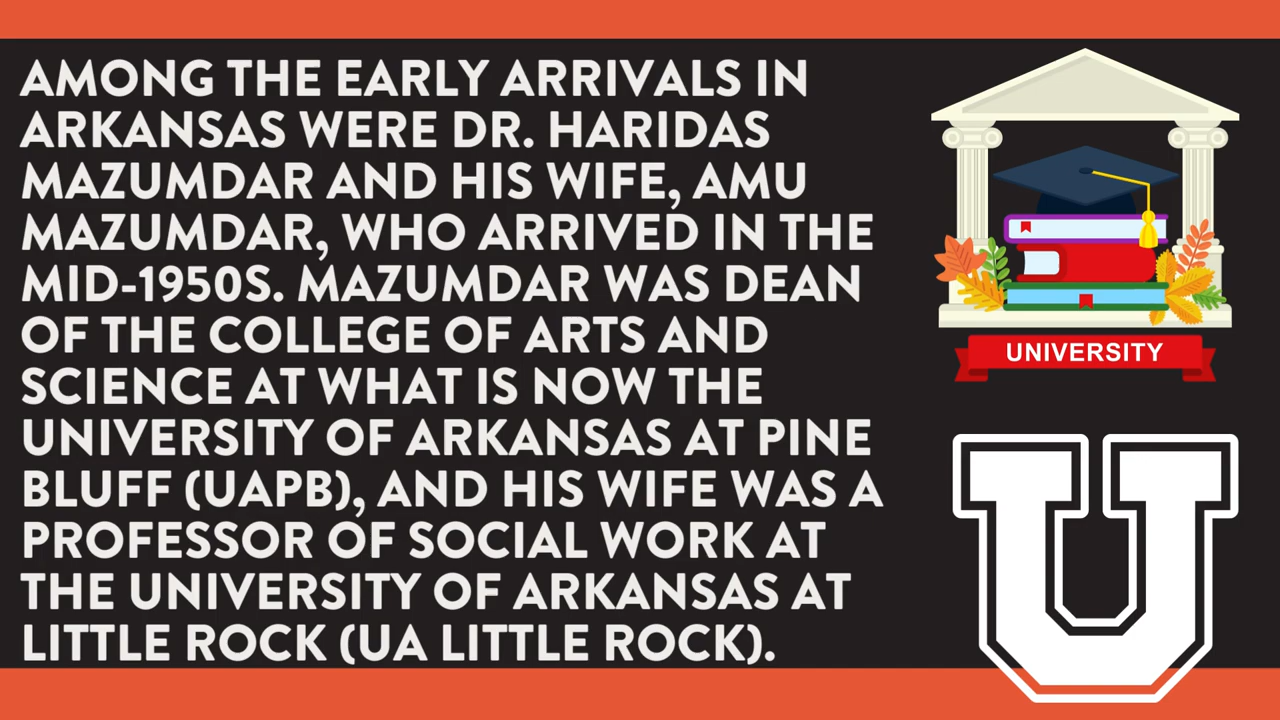 AMONG THE EARLY ARRIVALS IN
ARKANSAS WERE DR. HARIDAS
MAZUMDAR AND HIS WIFE, AMU
MAZUMDAR, WHO ARRIVED IN THE
MID-1950S. MAZUMDAR WAS DEAN
OF THE COLLEGE OF ARTS AND
SCIENCE AT WHAT IS NOW THE
UNIVERSITY OF ARKANSAS AT PINE
BLUFF (UAPB), AND HIS WIFE WAS A
PROFESSOR OF SOCIAL WORK AT
THE UNIVERSITY OF ARKANSAS AT
LITTLE ROCK (UA LITTLE ROCK).
UNIVERSITY
U